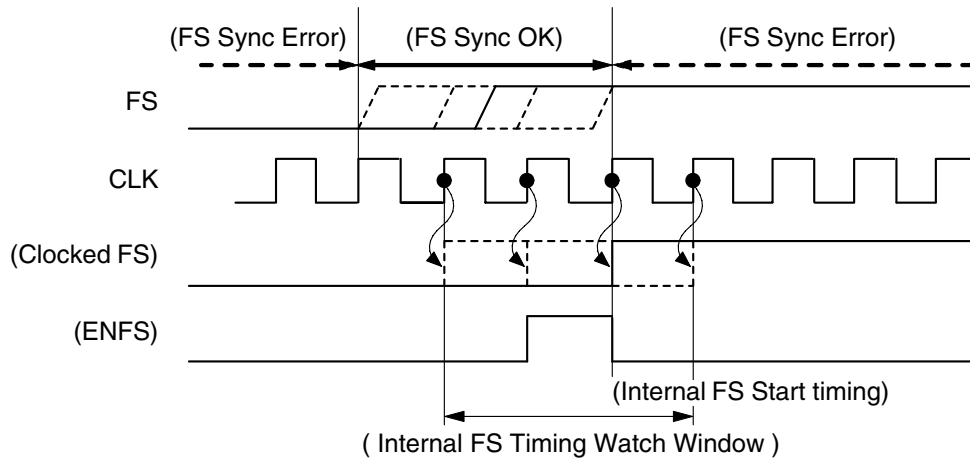 (FS Sync Error) (FS Sync OK) (FS Sync Error)
FS
CLK
(Clocked FS)
(ENFS)
(Internal FS Start timing)
( Internal FS Timing Watch Window )